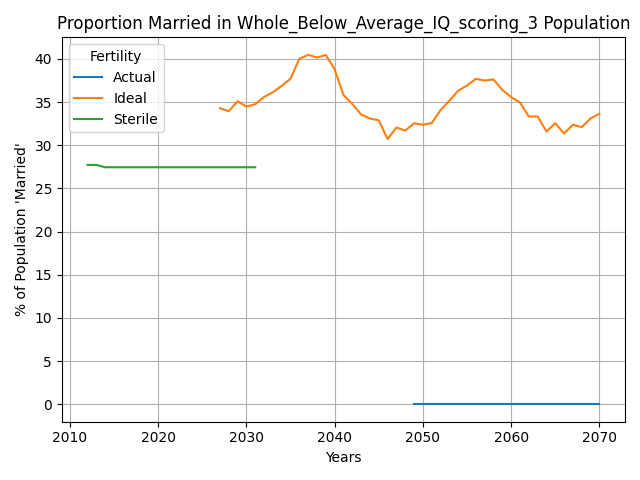 Proportion Married in Whole_Below_Average_IQ_scoring_3 Population
Fertility
Actual
Ideal
Sterile
% of Population 'Married'
40
35
30
25
20
15
10
5
0
2010 2020 2030 2040 2050 2060 2070
Years